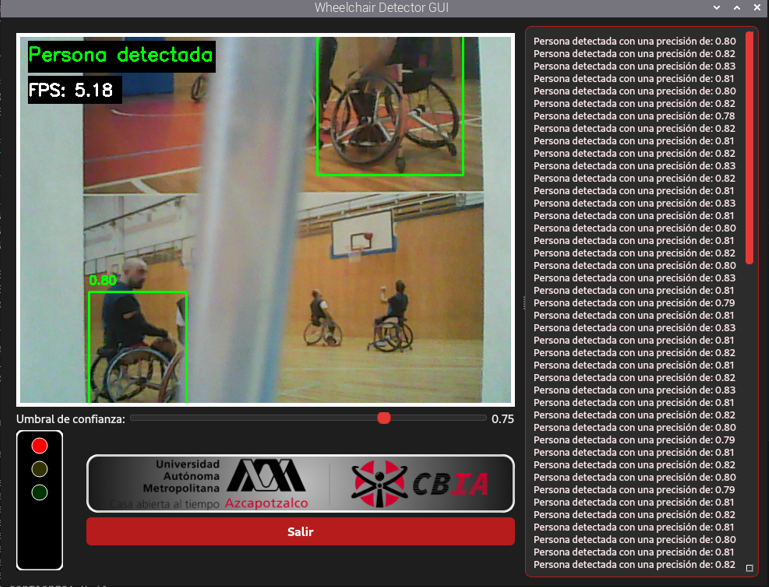 Wheelchair Detector GUI
Persona detectada
FPS: 5.18
0.80
Umbral de confianza:
0.75
Universidad
Autónoma
Metropolitana
Casa abierta al tiempo
Azcapotzalco
CBIA
Salir
Persona detectada con una precisión de: 0.80
Persona detectada con una precisión de: 0.82
Persona detectada con una precisión de: 0.83
Persona detectada con una precisión de: 0.81
Persona detectada con una precisión de: 0.80
Persona detectada con una precisión de: 0.82
Persona detectada con una precisión de: 0.78
Persona detectada con una precisión de: 0.82
Persona detectada con una precisión de: 0.81
Persona detectada con una precisión de: 0.82
Persona detectada con una precisión de: 0.83
Persona detectada con una precisión de: 0.82
Persona detectada con una precisión de: 0.81
Persona detectada con una precisión de: 0.83
Persona detectada con una precisión de: 0.81
Persona detectada con una precisión de: 0.80
Persona detectada con una precisión de: 0.81
Persona detectada con una precisión de: 0.82
Persona detectada con una precisión de: 0.80
Persona detectada con una precisión de: 0.83
Persona detectada con una precisión de: 0.81
Persona detectada con una precisión de: 0.79
Persona detectada con una precisión de: 0.81
Persona detectada con una precisión de: 0.83
Persona detectada con una precisión de: 0.81
Persona detectada con una precisión de: 0.82
Persona detectada con una precisión de: 0.81
Persona detectada con una precisión de: 0.82
Persona detectada con una precisión de: 0.83
Persona detectada con una precisión de: 0.81
Persona detectada con una precisión de: 0.82
Persona detectada con una precisión de: 0.80
Persona detectada con una precisión de: 0.79
Persona detectada con una precisión de: 0.81
Persona detectada con una precisión de: 0.82
Persona detectada con una precisión de: 0.80
Persona detectada con una precisión de: 0.79
Persona detectada con una precisión de: 0.81
Persona detectada con una precisión de: 0.82
Persona detectada con una precisión de: 0.81
Persona detectada con una precisión de: 0.80
Persona detectada con una precisión de: 0.81
Persona detectada con una precisión de: 0.82